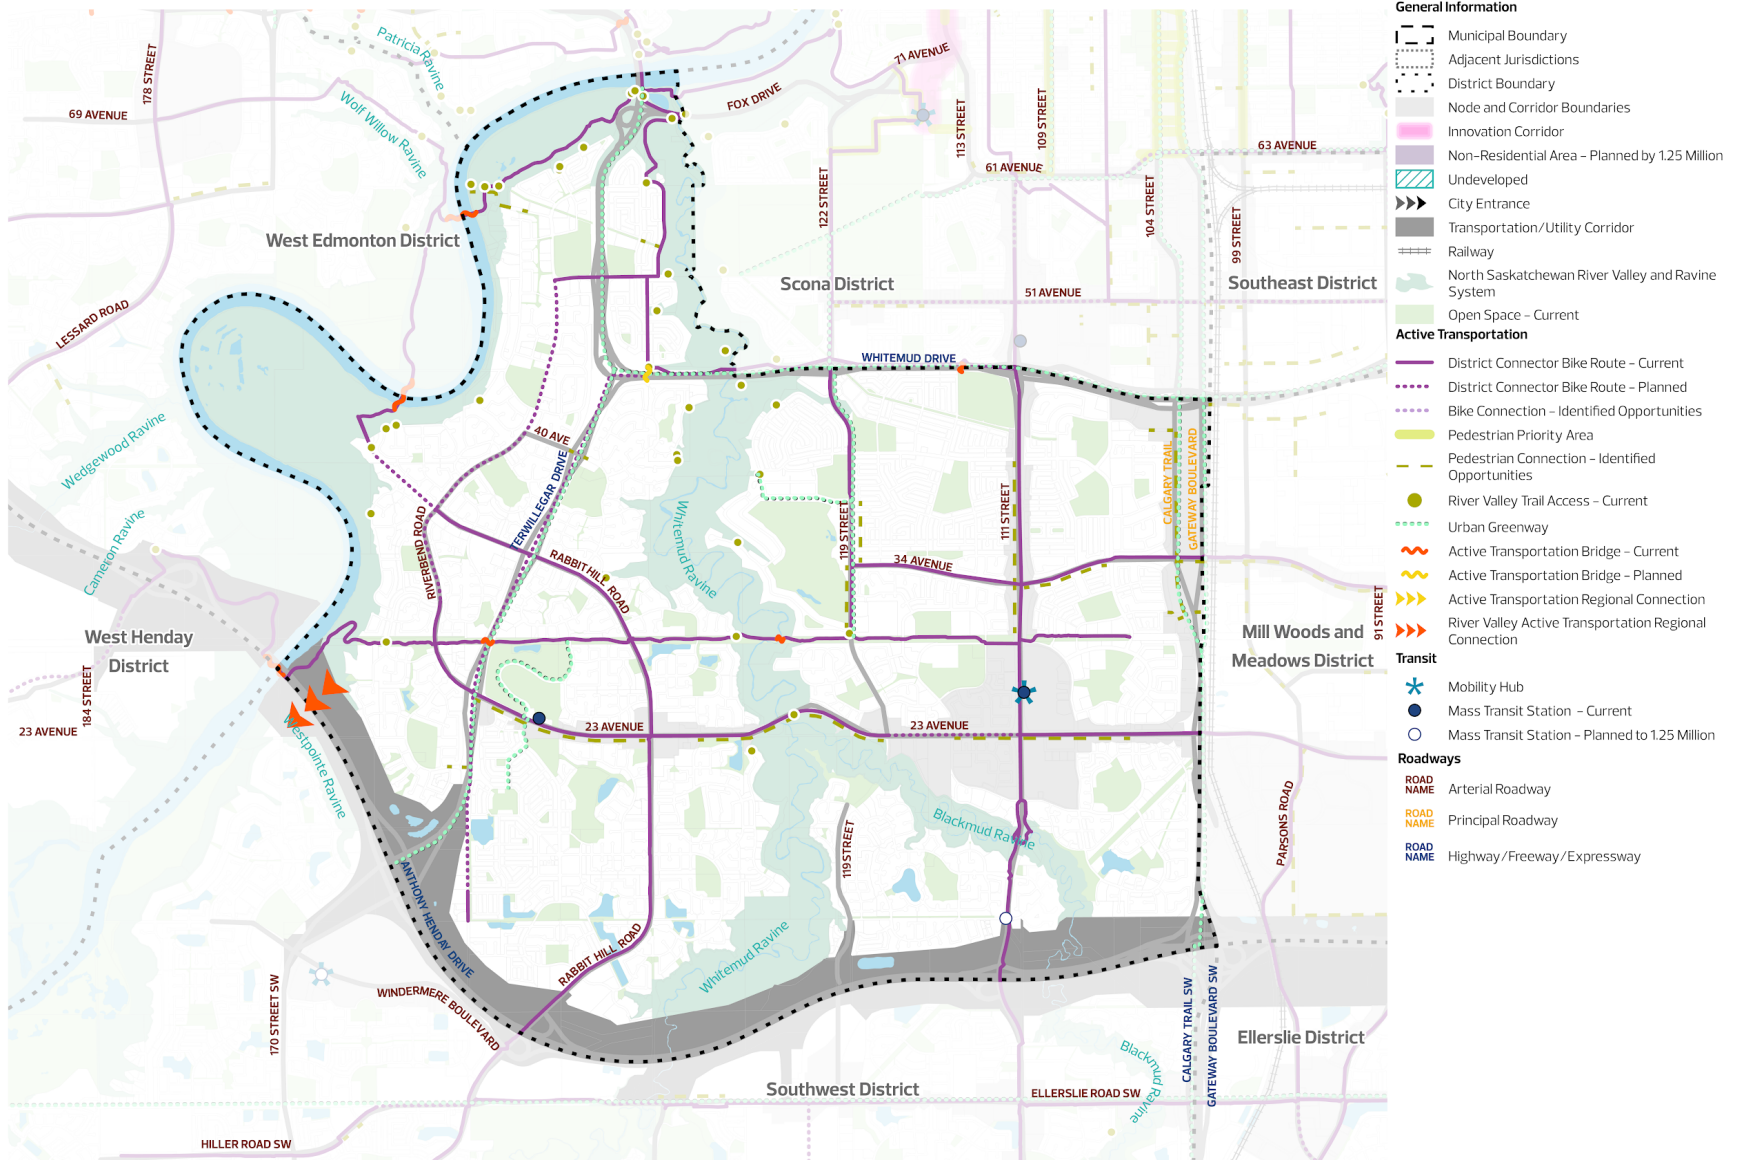 Patricia Ravine
178 STREET
69 AVENUE
Wolf Willow Ravine
71 AVENUE
FOX DRIVE
113 STREET
109 STREET
61 AVENUE
63 AVENUE
122 STREET
104 STREET
99 STREET
West Edmonton District
Scona District
Southeast District
51 AVENUE
LESSARD ROAD
WHITEMUD DRIVE
Wedgewood Ravine
40 AVE
TERWILLEGAR DRIVE
CALGARY TRAIL
GATEWAY BOULEVARD
Cameron Ravine
RIVERBEND ROAD
RABBIT HILL ROAD
Whitemud Ravine
119 STREET
111 STREET
34 AVENUE
91 STREET
West Henday
District
Mill Woods and
Meadows District
184 STREET
23 AVENUE
Westpointe Ravine
23 AVENUE
23 AVENUE
Blackmud Ravine
119 STREET
PARSONS ROAD
ANTHONY HENDAY DRIVE
RABBIT HILL ROAD
Whitemud Ravine
170 STREET SW
WINDERMERE BOULEVARD
CALGARY TRAIL SW
GATEWAY BOULEVARD SW
Ellerslie District
Blackmud Ravine
Southwest District
ELLERSLIE ROAD SW
HILLER ROAD SW
General Information
Municipal Boundary
Adjacent Jurisdictions
District Boundary
Node and Corridor Boundaries
Innovation Corridor
Non-Residential Area - Planned by 1.25 Million
Undeveloped
City Entrance
Transportation/Utility Corridor
Railway
North Saskatchewan River Valley and Ravine
System
Open Space - Current
Active Transportation
District Connector Bike Route - Current
District Connector Bike Route - Planned
Bike Connection - Identified Opportunities
Pedestrian Priority Area
Pedestrian Connection - Identified
Opportunities
River Valley Trail Access - Current
Urban Greenway
Active Transportation Bridge - Current
Active Transportation Bridge - Planned
Active Transportation Regional Connection
River Valley Active Transportation Regional
Connection
Transit
Mobility Hub
Mass Transit Station - Current
Mass Transit Station - Planned to 1.25 Million
Roadways
ROAD
NAME
Arterial Roadway
ROAD
NAME
Principal Roadway
ROAD
NAME
Highway/Freeway/Expressway